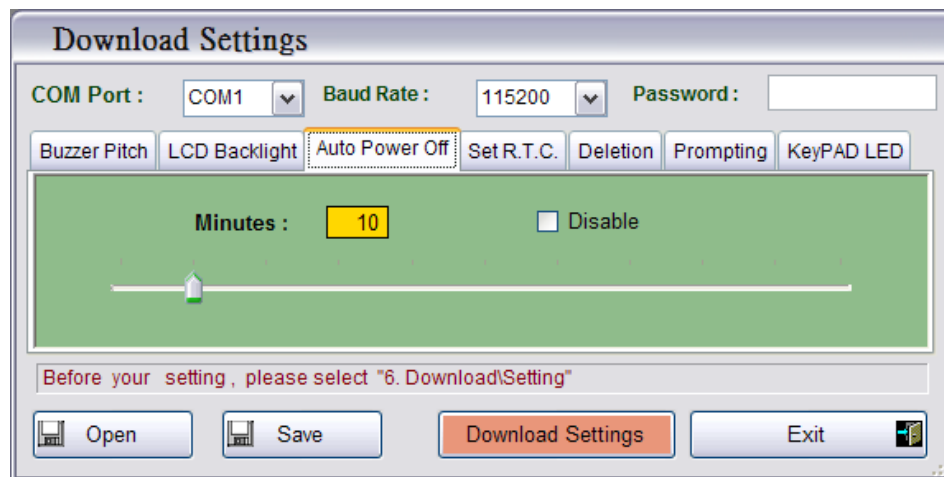 Download Settings
COM Port : COM1 Baud Rate : 115200 Password :
Buzzer Pitch LCD Backlight Auto Power Off Set R.T.C. Deletion Prompting KeyPAD LED
Minutes : 10 Disable
Before your setting , please select "6. Download\Setting"
Open Save Download Settings Exit